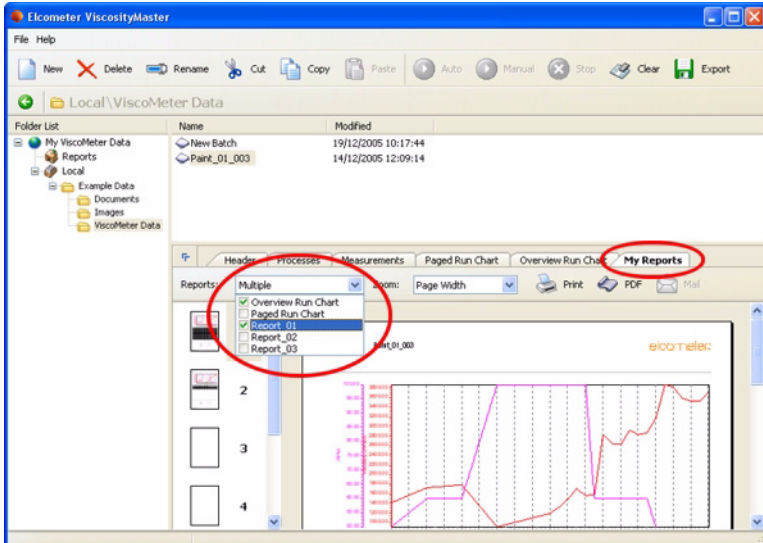 Elcometer ViscosityMaster
File Help
New Delete Rename Cut Copy Paste Auto Manual Stop Clear Export
Local\ViscoMeter Data
Folder List
Name Modified
My ViscoMeter Data
Reports
Local
Example Data
Documents
Images
ViscoMeter Data
New Batch 19/12/2005 10:17:44
Paint_01_003 14/12/2005 12:09:14
Header Processes Measurements Paged Run Chart Overview Run Chart My Reports
Reports: Multiple Zoom: Page Width Print PDF Mail
Overview Run Chart
Paged Run Chart
Report_01
Report_02
Report_03
Paint_01_003
elcometer
2
3
4